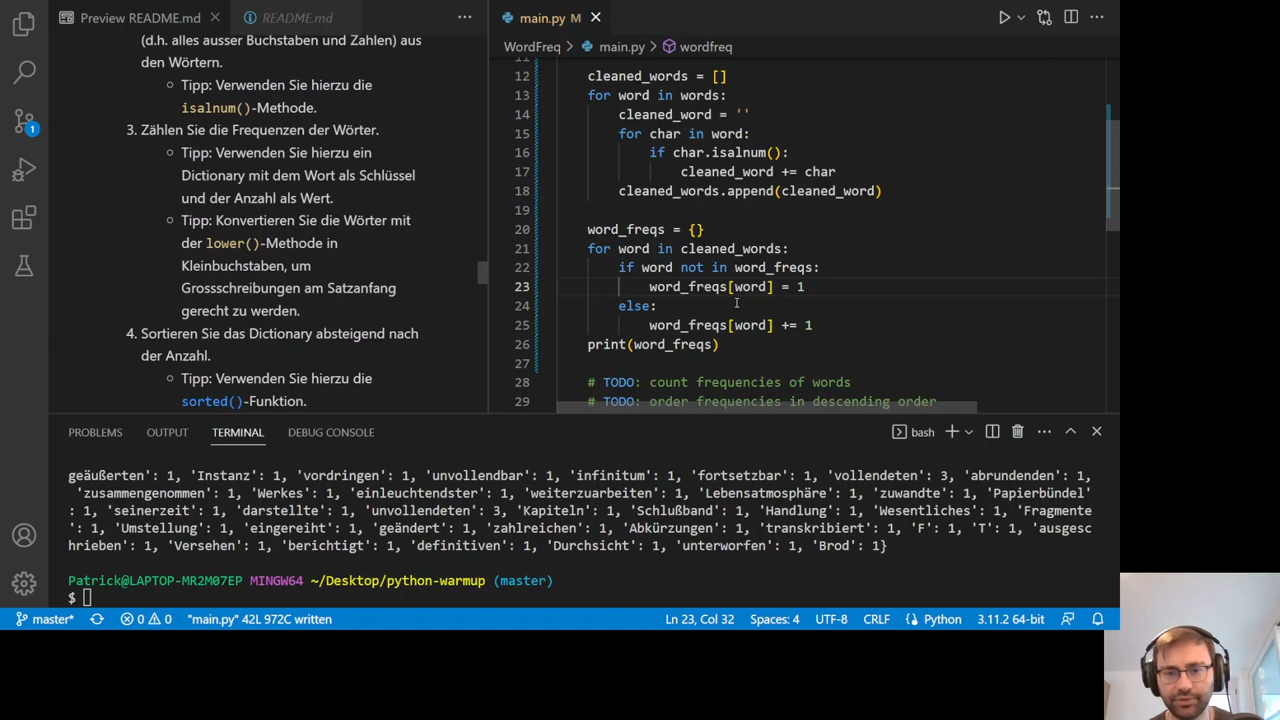 Preview README.md
README.md
main.py M
WordFreq > main.py > wordfreq
(d.h. alles ausser Buchstaben und Zahlen) aus
den Wörtern.
Tipp: Verwenden Sie hierzu die
isalnum()-Methode.
3. Zählen Sie die Frequenzen der Wörter.
Tipp: Verwenden Sie hierzu ein
Dictionary mit dem Wort als Schlüssel
und der Anzahl als Wert.
Tipp: Konvertieren Sie die Wörter mit
der lower()-Methode in
Kleinbuchstaben, um
Grossschreibungen am Satzanfang
gerecht zu werden.
4. Sortieren Sie das Dictionary absteigend nach
der Anzahl.
Tipp: Verwenden Sie hierzu die
sorted()-Funktion.
11
12 cleaned_words = []
13 for word in words:
14 cleaned_word = ''
15 for char in word:
16 if char.isalnum():
17 cleaned_word += char
18 cleaned_words.append(cleaned_word)
19
20 word_freqs = {}
21 for word in cleaned_words:
22 if word not in word_freqs:
23 word_freqs[word] = 1
24 else:
25 word_freqs[word] += 1
26 print(word_freqs)
27
28 # TODO: count frequencies of words
29 # TODO: order frequencies in descending order
1
PROBLEMS OUTPUT TERMINAL DEBUG CONSOLE bash
geäußerten': 1, 'Instanz': 1, 'vordringen': 1, 'unvollendbar': 1, 'infinitum': 1, 'fortsetzbar': 1, 'vollendeten': 3, 'abrundenden': 1,
'zusammengenommen': 1, 'Werkes': 1, 'einleuchtendster': 1, 'weiterzuarbeiten': 1, 'Lebensatmosphäre': 1, 'zuwandte': 1, 'Papierbündel'
: 1, 'seinerzeit': 1, 'darstellte': 1, 'unvollendeten': 3, 'Kapiteln': 1, 'Schlußband': 1, 'Handlung': 1, 'Wesentliches': 1, 'Fragmente
': 1, 'Umstellung': 1, 'eingereiht': 1, 'geändert': 1, 'zahlreichen': 1, 'Abkürzungen': 1, 'transkribiert': 1, 'F': 1, 'T': 1, 'ausgesc
hrieben': 1, 'Versehen': 1, 'berichtigt': 1, 'definitiven': 1, 'Durchsicht': 1, 'unterworfen': 1, 'Brod': 1}
Patrick@LAPTOP-MR2M07EP MINGW64 ~/Desktop/python-warmup (master)
$
master* 0 0 "main.py" 42L 972C written Ln 23, Col 32 Spaces: 4 UTF-8 CRLF Python 3.11.2 64-bit